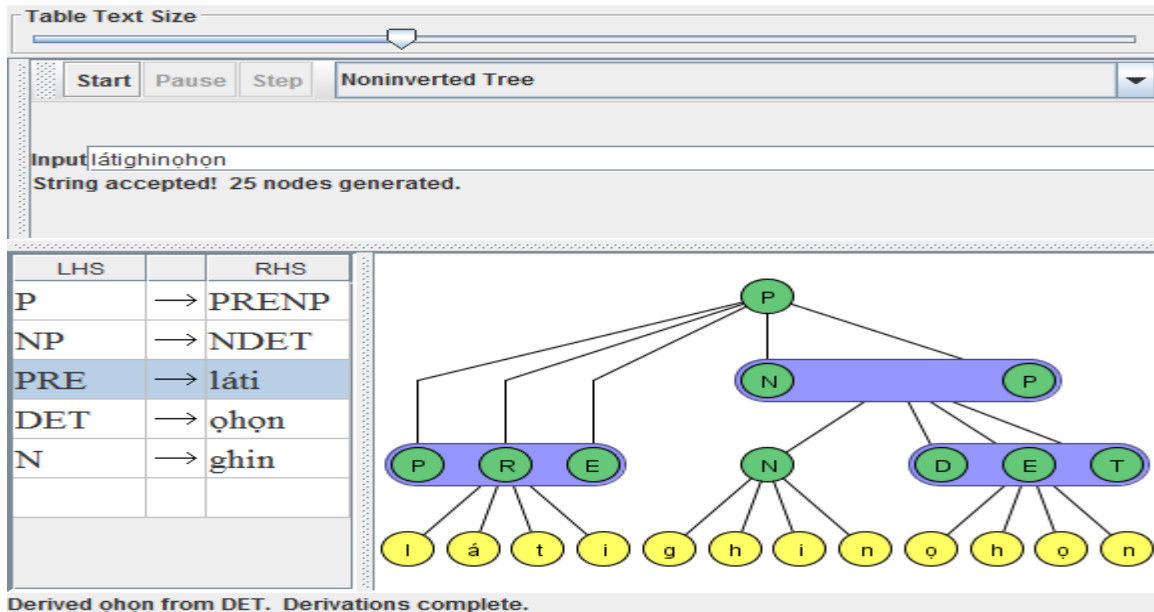 Table Text Size
Start Pause Step Noninverted Tree
Input látighinọhọn
String accepted! 25 nodes generated.
LHS RHS
P → PRENP
NP → NDET
PRE → láti
DET → ọhọn
N → ghin
P
N P
P R E N D E T
l á t i g h i n ọ h ọ n
Derived ọhọn from DET. Derivations complete.